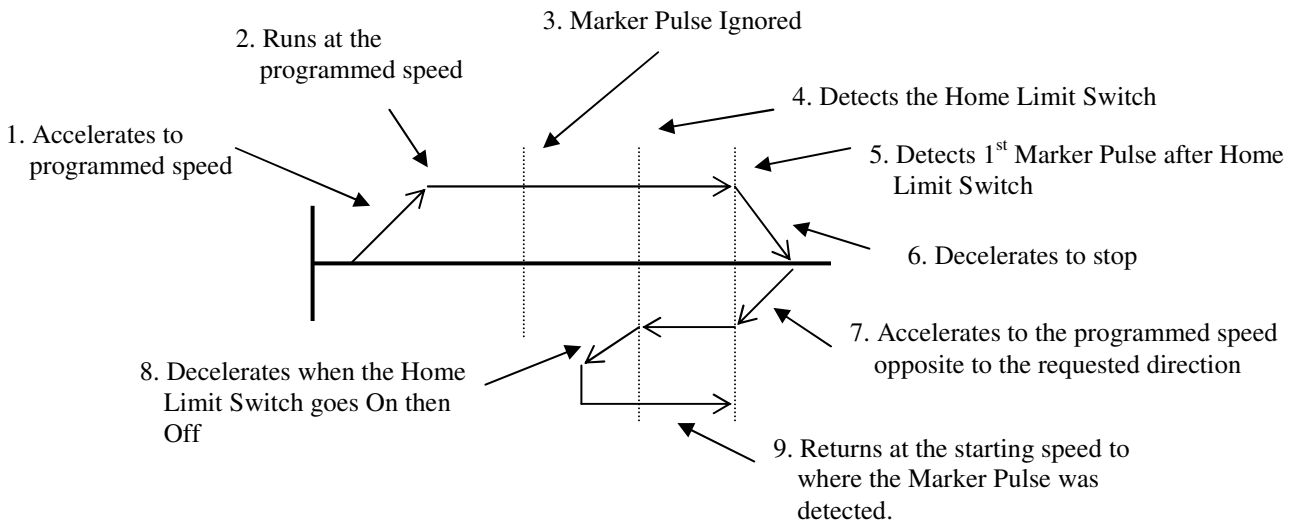 1. Accelerates to
programmed speed
2. Runs at the
programmed speed
3. Marker Pulse Ignored
4. Detects the Home Limit Switch
5. Detects 1st Marker Pulse after Home
Limit Switch
6. Decelerates to stop
7. Accelerates to the programmed speed
opposite to the requested direction
8. Decelerates when the Home
Limit Switch goes On then
Off
9. Returns at the starting speed to
where the Marker Pulse was
detected.